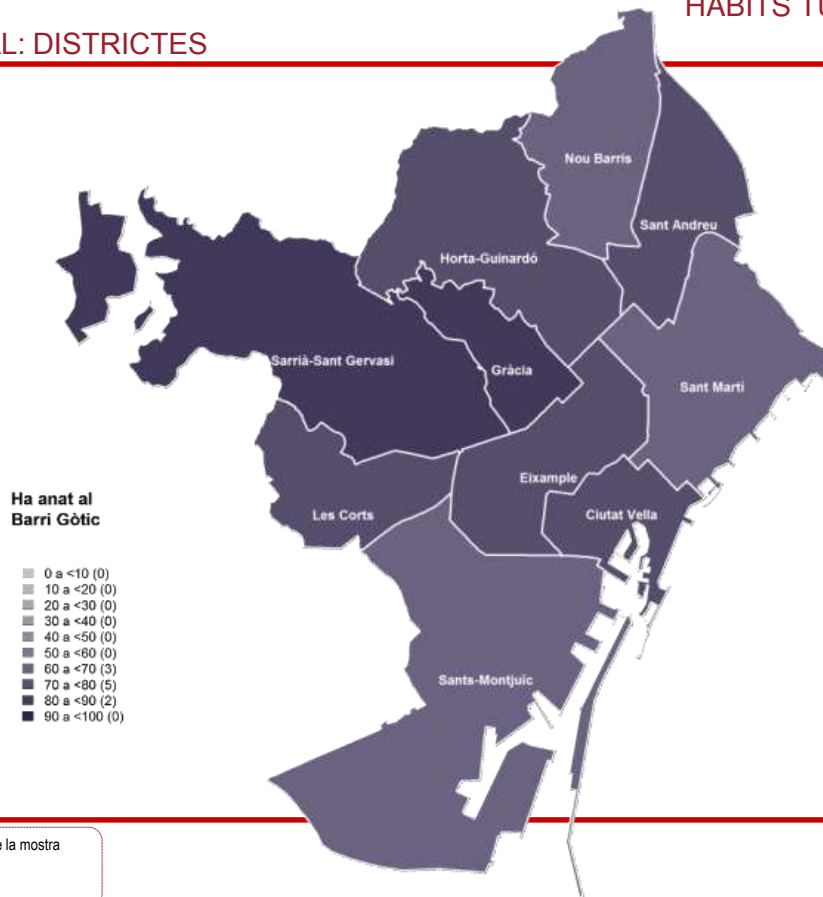 HÀBITS TU
L: DISTRICTES
Nou Barris
Sant Andreu
Horta-Guinardó
Sarrià-Sant Gervasi
Gràcia
Sant Martí
Eixample
Les Corts
Ciutat Vella
Sants-Montjuïc
Ha anat al
Barri Gòtic
0 a <10 (0)
10 a <20 (0)
20 a <30 (0)
30 a <40 (0)
40 a <50 (0)
50 a <60 (0)
60 a <70 (3)
70 a <80 (5)
80 a <90 (2)
90 a <100 (0)
e la mostra